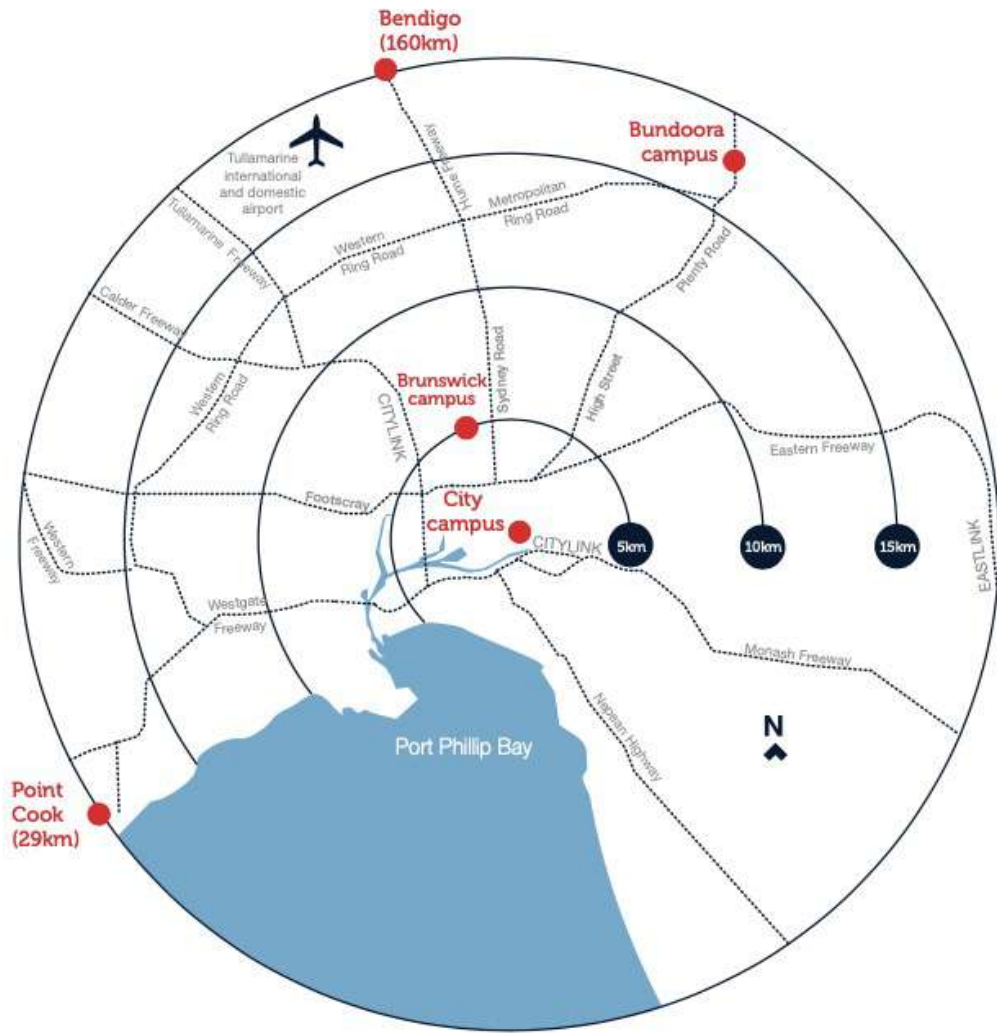 Bendigo
(160km)
Bundoora
campus
Tullamarine
international
and domestic
airport
Hume Freeway
Metropolitan
Ring Road
Tullamarine Freeway
Western
Ring Road
Plenty Road
Calder Freeway
Western
Ring Road
Brunswick
campus
Sydney Road
High Street
CITYLINK
Eastern Freeway
Footscray
City
campus
CITYLINK
5km
10km
15km
EASTLINK
Western
Freeway
Westgate
Freeway
Monash Freeway
Napean Highway
N
Port Phillip Bay
Point
Cook
(29km)